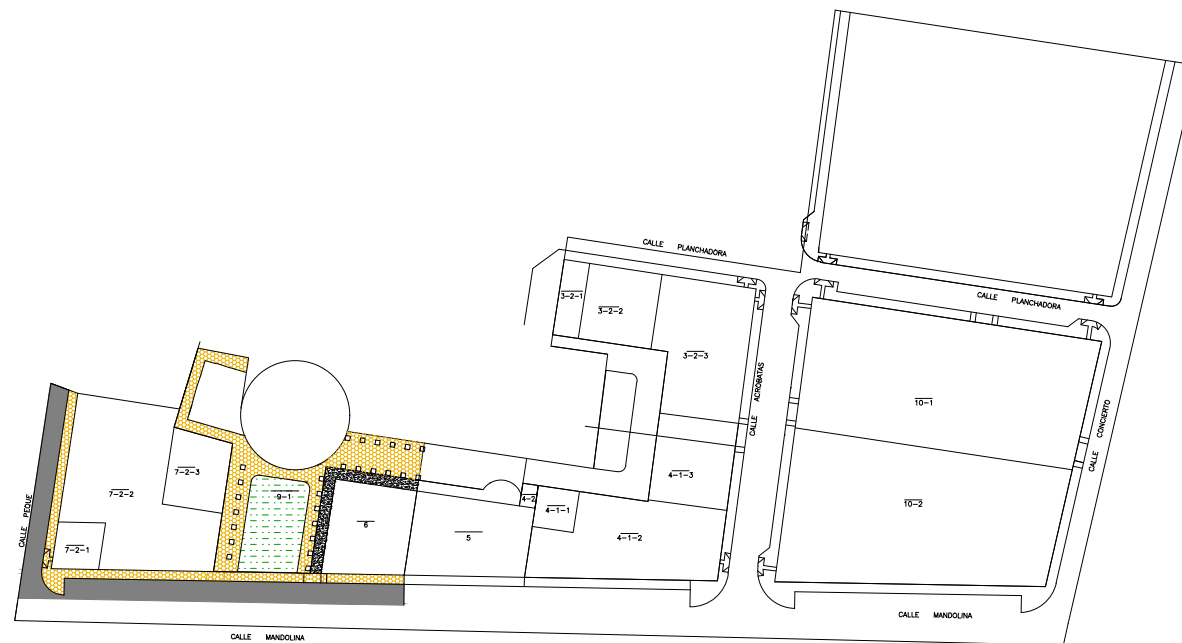 CALLE PLANCHADORA
3-2-1
3-2-2
CALLE PLANCHADORA
3-2-3
CALLE ACROBATAS
10-1
CALLE CONCIERTO
7-2-3
4-1-3
7-2-2
9-1
4-2
4-1-1
10-2
CALLE PEQUE
6
5
4-1-2
7-2-1
CALLE MANDOLINA
CALLE MANDOLINA